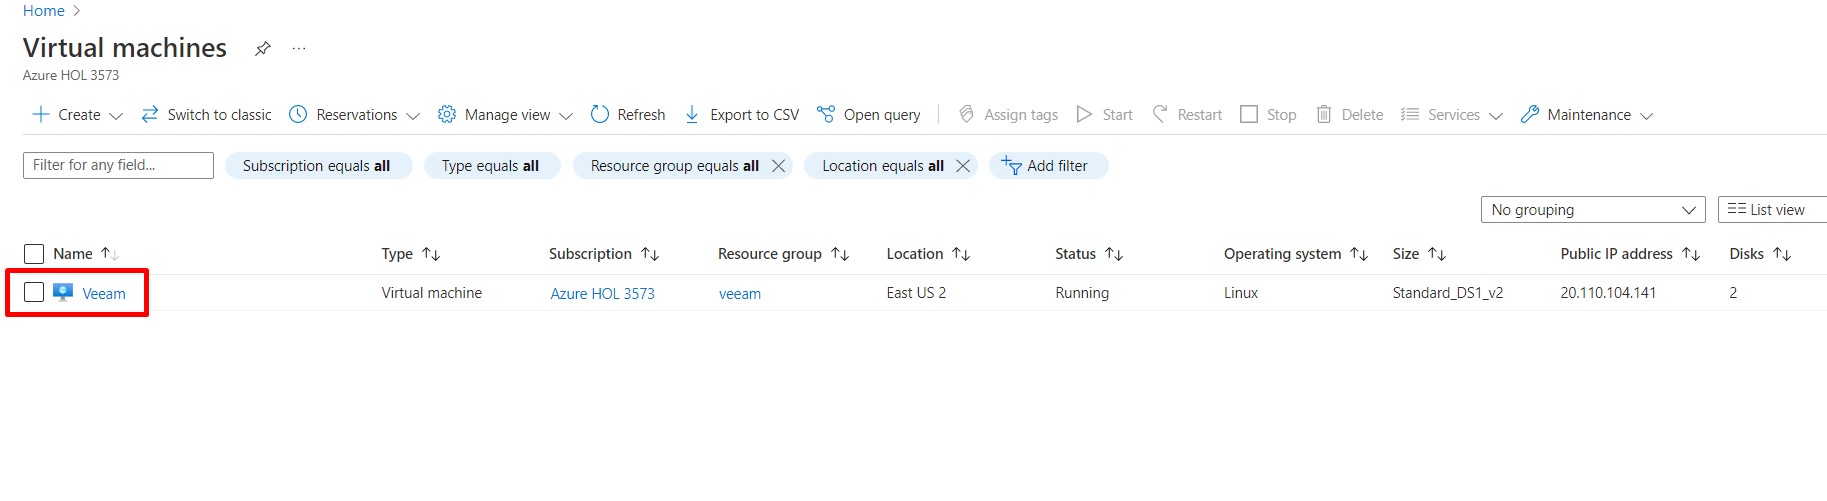 Home >
Virtual machines ...
Azure HOL 3573
Create Switch to classic Reservations Manage view Refresh Export to CSV Open query Assign tags Start Restart Stop Delete Services Maintenance
Filter for any field... Subscription equals all Type equals all Resource group equals all Location equals all Add filter
No grouping List view
Name Type Subscription Resource group Location Status Operating system Size Public IP address Disks
Veeam Virtual machine Azure HOL 3573 veeam East US 2 Running Linux Standard_DS1_v2 20.110.104.141 2